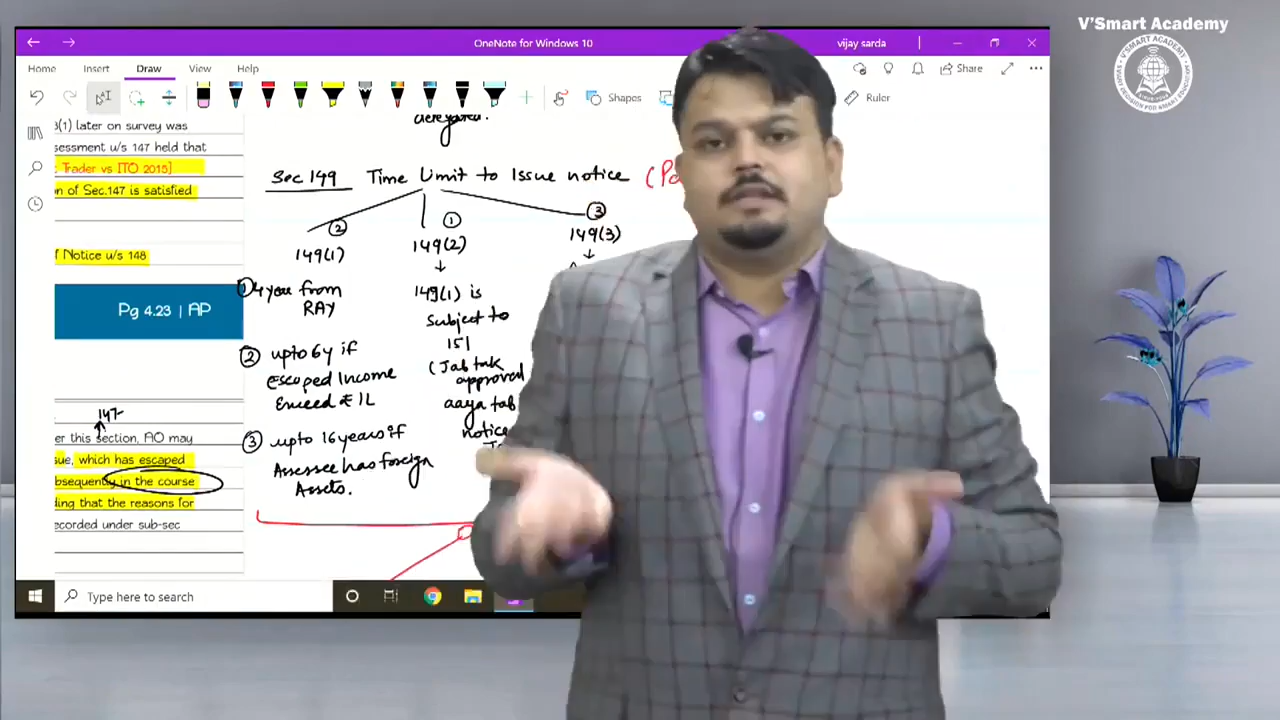 V'Smart Academy
OneNote for Windows 10
vijay sarda
Home Insert Draw View Help
Share
Shapes
Ruler
(1) later on survey was
sessment u/s 147 held that
Trader vs ITO 2015]
n of Sec.147 is satisfied
f Notice u/s 148
Pg 4.23 | AP
147
er this section, AO may
sue, which has escaped
bsequently in the course
ding that the reasons for
ecorded under sub-sec
Sec 149 Time Limit to Issue notice
② 149(1)
① 4 year from
RAY
② upto 6y if
Escaped Income
Exceed ₹ 1L
③ upto 16 years if
Assessee has foreign
Assets.
① 149(2)
149(1) is
subject to
151
(Jab tak
approved
aaya tab
notice
③ 149(3)
Type here to search